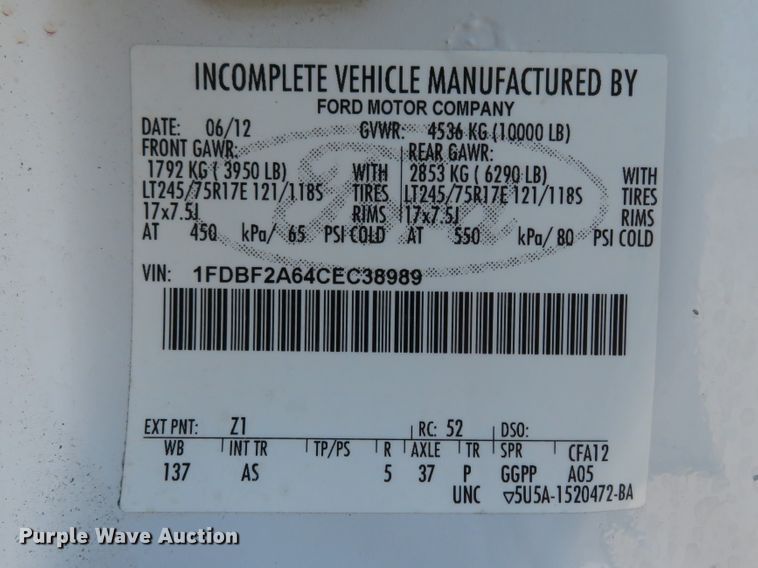 INCOMPLETE VEHICLE MANUFACTURED BY
FORD MOTOR COMPANY
DATE: 06/12 GVWR: 4536 KG (10000 LB)
FRONT GAWR: REAR GAWR:
1792 KG ( 3950 LB) WITH 2853 KG ( 6290 LB) WITH
LT245/75R17E 121/118S TIRES LT245/75R17E 121/118S TIRES
17x7.5J RIMS 17x7.5J RIMS
AT 450 kPa/ 65 PSI COLD AT 550 kPa/ 80 PSI COLD
VIN: 1FDBF2A64CEC38989
EXT PNT: Z1 RC: 52 DSO:
WB INT TR TP/PS R AXLE TR SPR CFA12
137 AS 5 37 P GGPP A05
UNC ▽5U5A-1520472-BA
Purple Wave Auction